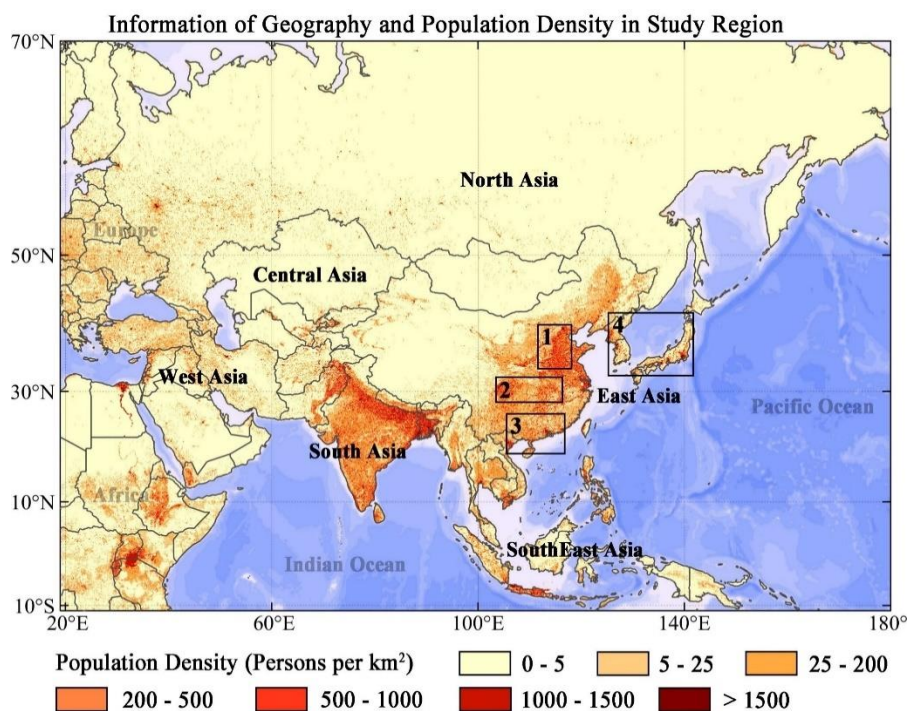 Information of Geography and Population Density in Study Region
70°N
North Asia
Europe
50°N
Central Asia
1
4
West Asia
30°N
2
East Asia
Pacific Ocean
3
South Asia
Africa
10°N
SouthEast Asia
Indian Ocean
10°S
20°E 60°E 100°E 140°E 180°
Population Density (Persons per km²) 0 - 5 5 - 25 25 - 200
200 - 500 500 - 1000 1000 - 1500 > 1500